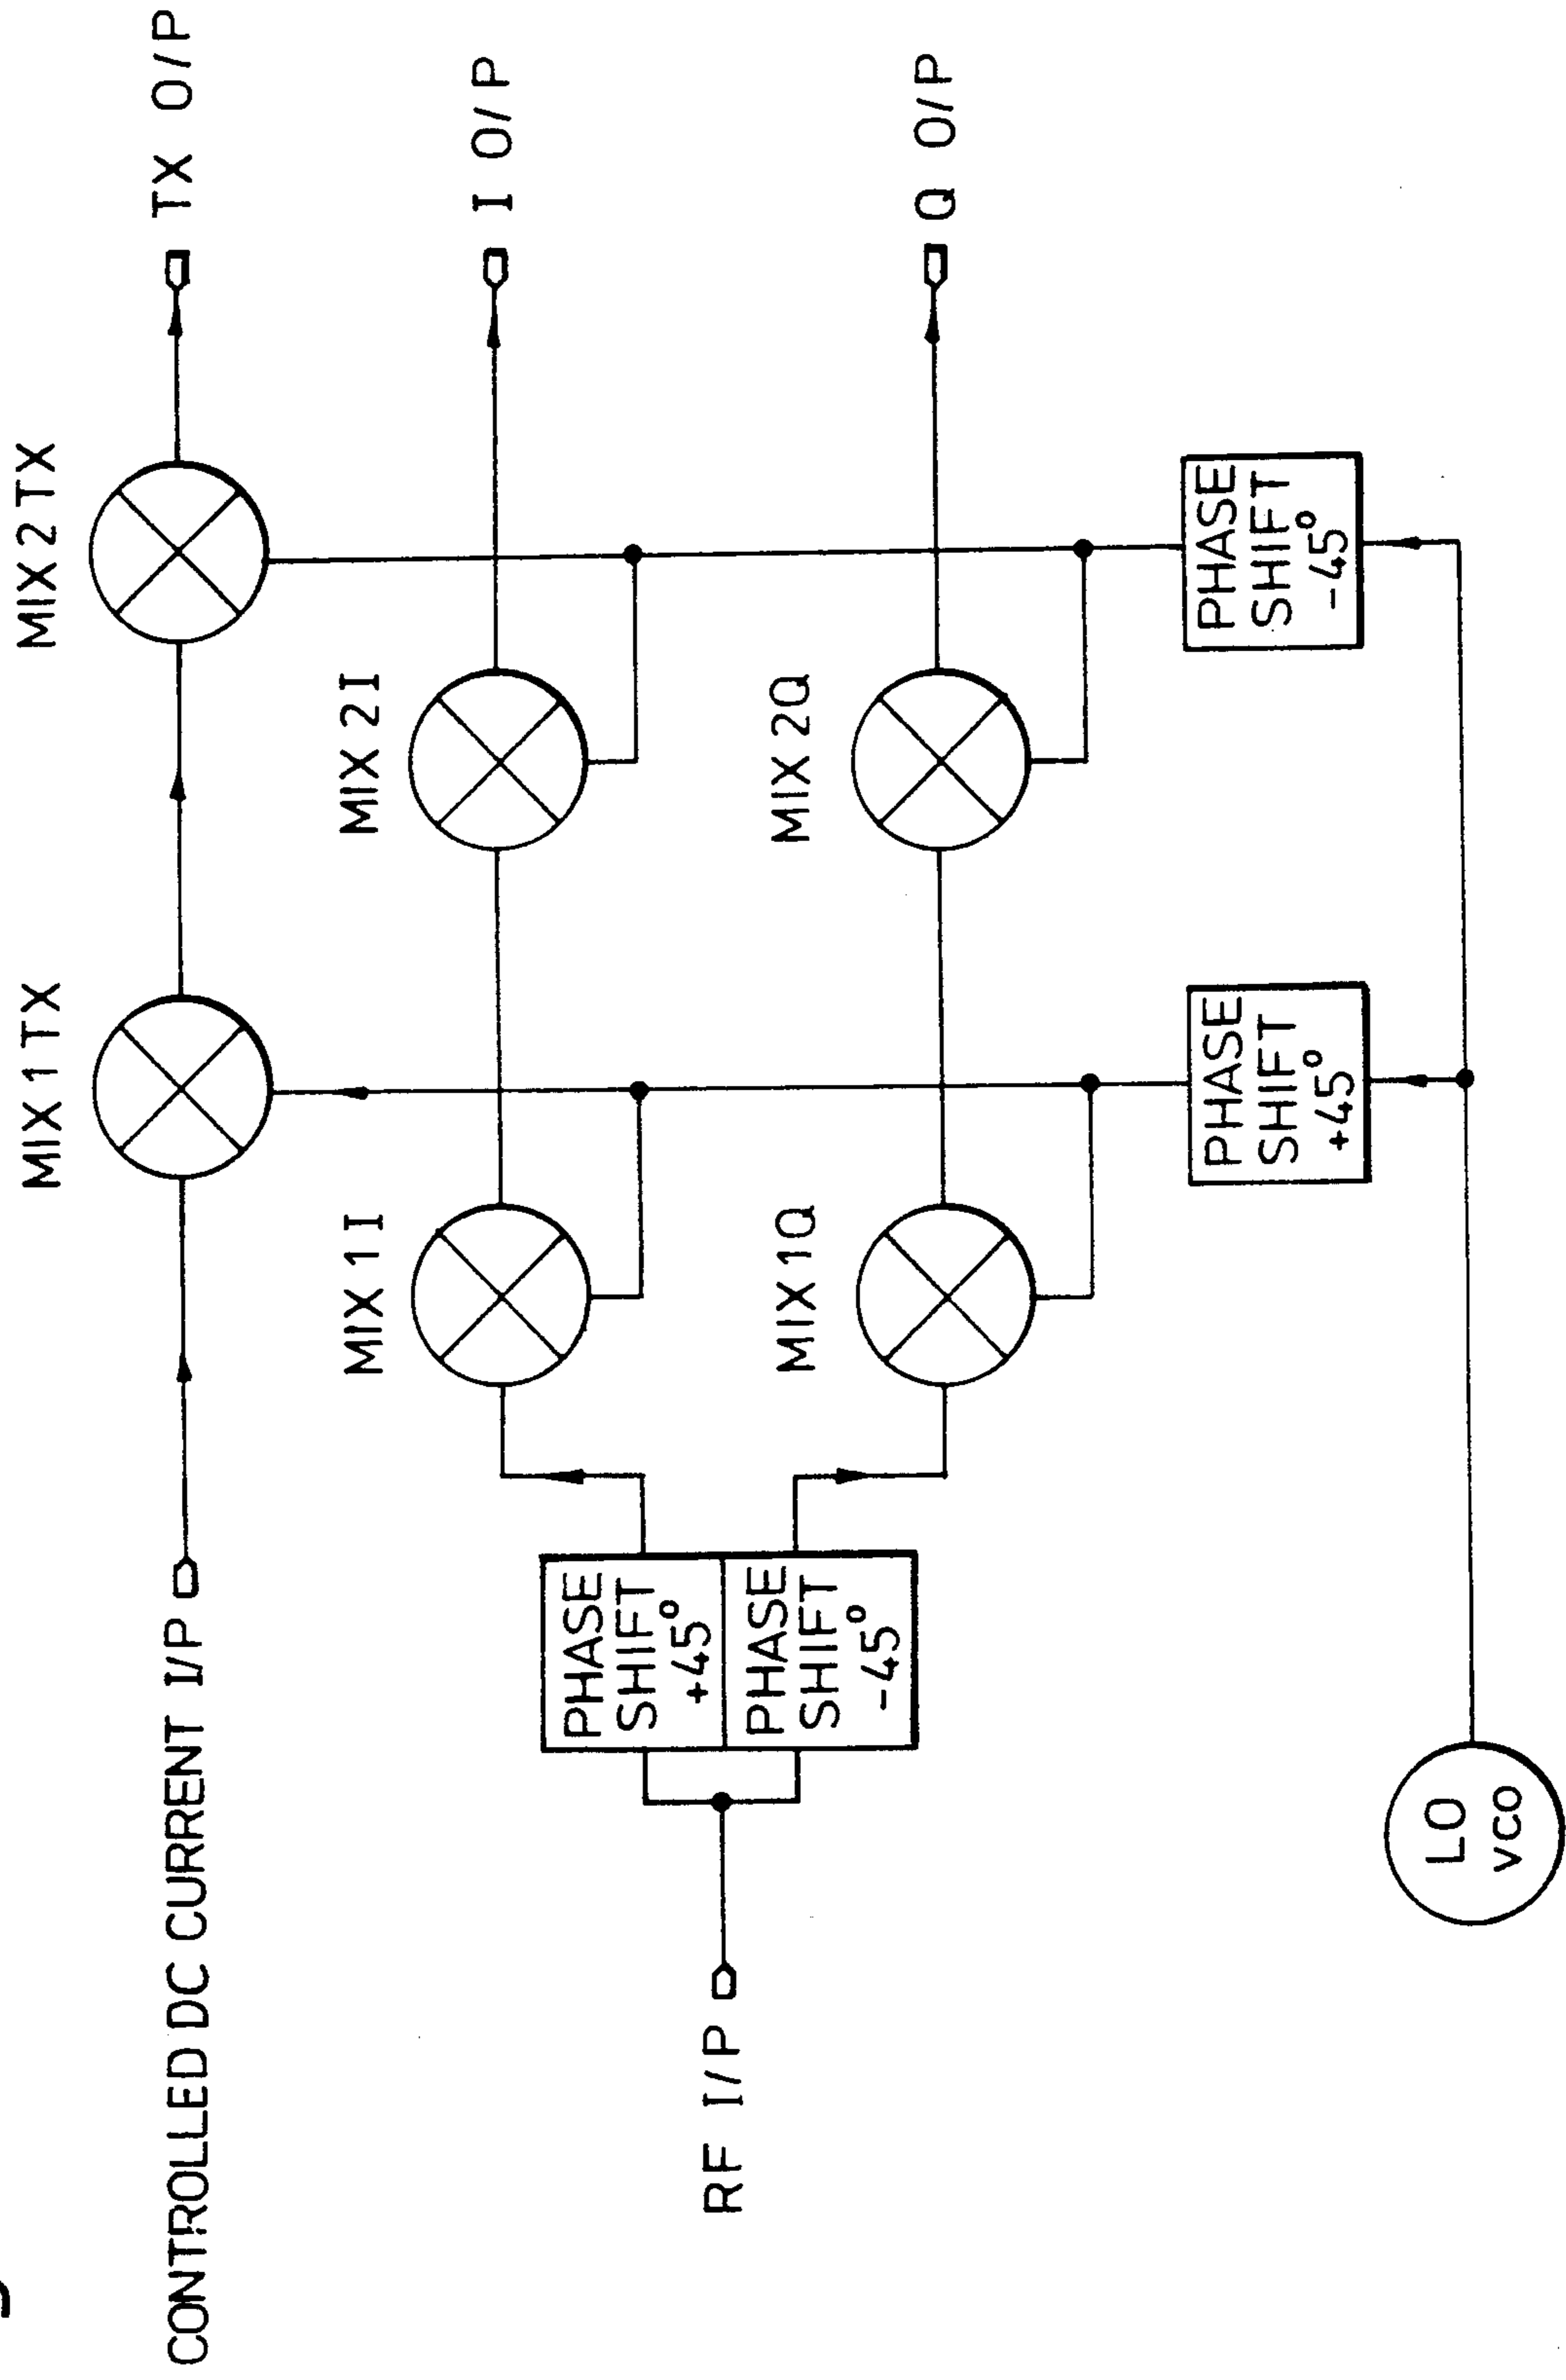 MIX 1 TX
MIX 2 TX
CONTROLLED DC CURRENT I/P
TX O/P
MIX 1 I
MIX 2 I
I O/P
PHASE
SHIFT
+45°
RF I/P
PHASE
SHIFT
-45°
MIX 1Q
MIX 2Q
Q O/P
PHASE
SHIFT
+45°
PHASE
SHIFT
-45°
LO
VCO